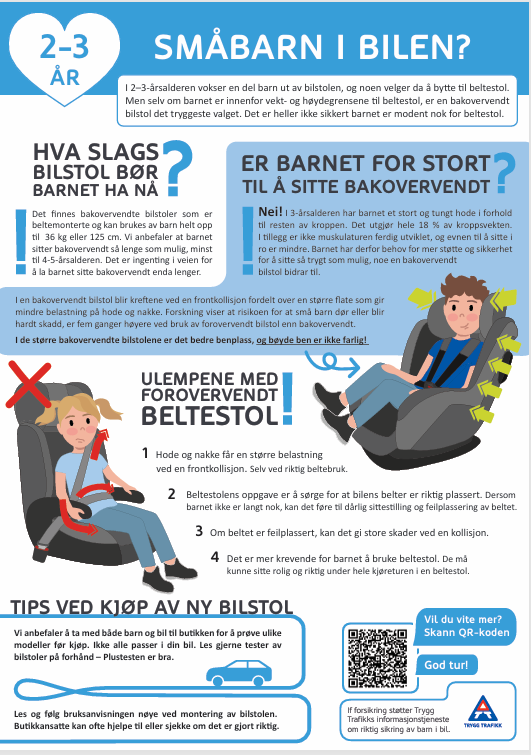 2-3
ÅR
SMÅBARN I BILEN?
I 2–3-årsalderen vokser en del barn ut av bilstolen, og noen velger da å bytte til beltestol.
Men selv om barnet er innenfor vekt- og høydegrensene til beltestol, er en bakovervendt
bilstol det tryggeste valget. Det er heller ikke sikkert barnet er modent nok for beltestol.
HVA SLAGS
BILSTOL BØR
BARNET HA NÅ
?
!
Det finnes bakovervendte bilstoler som er
beltemonterte og kan brukes av barn helt opp
til 36 kg eller 125 cm. Vi anbefaler at barnet
sitter bakovervendt så lenge som mulig, minst
til 4-5-årsalderen. Det er ingenting i veien for
å la barnet sitte bakovervendt enda lenger.
ER BARNET FOR STORT
TIL Å SITTE BAKOVERVENDT
?
!
Nei! I 3-årsalderen har barnet et stort og tungt hode i forhold
til resten av kroppen. Det utgjør hele 18 % av kroppsvekten.
I tillegg er ikke muskulaturen ferdig utviklet, og evnen til å sitte i
ro er mindre. Barnet har derfor behov for mer støtte og sikkerhet
for å sitte så trygt som mulig, noe en bakovervendt
bilstol bidrar til.
I en bakovervendt bilstol blir kreftene ved en frontkollisjon fordelt over en større flate som gir
mindre belastning på hode og nakke. Forskning viser at risikoen for at små barn dør eller blir
hardt skadd, er fem ganger høyere ved bruk av forovervendt bilstol enn bakovervendt.
I de større bakovervendte bilstolene er det bedre benplass, og bøyde ben er ikke farlig!
ULEMPENE MED
FOROVERVENDT
BELTESTOL
!
1 Hode og nakke får en større belastning
ved en frontkollisjon. Selv ved riktig beltebruk.
2 Beltestolens oppgave er å sørge for at bilens belter er riktig plassert. Dersom
barnet ikke er langt nok, kan det føre til dårlig sittestilling og feilplassering av beltet.
3 Om beltet er feilplassert, kan det gi store skader ved en kollisjon.
4 Det er mer krevende for barnet å bruke beltestol. De må
kunne sitte rolig og riktig under hele kjøreturen i en beltestol.
TIPS VED KJØP AV NY BILSTOL
Vi anbefaler å ta med både barn og bil til butikken for å prøve ulike
modeller før kjøp. Ikke alle passer i din bil. Les gjerne tester av
bilstoler på forhånd – Plustesten er bra.
Les og følg bruksanvisningen nøye ved montering av bilstolen.
Butikkansatte kan ofte hjelpe til eller sjekke om det er gjort riktig.
Vil du vite mer?
Skann QR-koden
God tur!
If forsikring støtter Trygg
Trafikks informasjonstjeneste
om riktig sikring av barn i bil.
TRYGG TRAFIKK